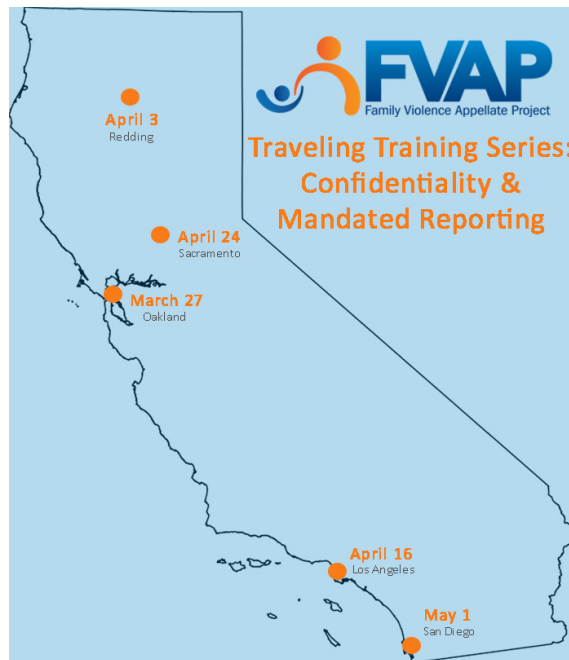 FVAP
Family Violence Appellate Project
Traveling Training Series:
Confidentiality &
Mandated Reporting
April 3
Redding
April 24
Sacramento
March 27
Oakland
April 16
Los Angeles
May 1
San Diego